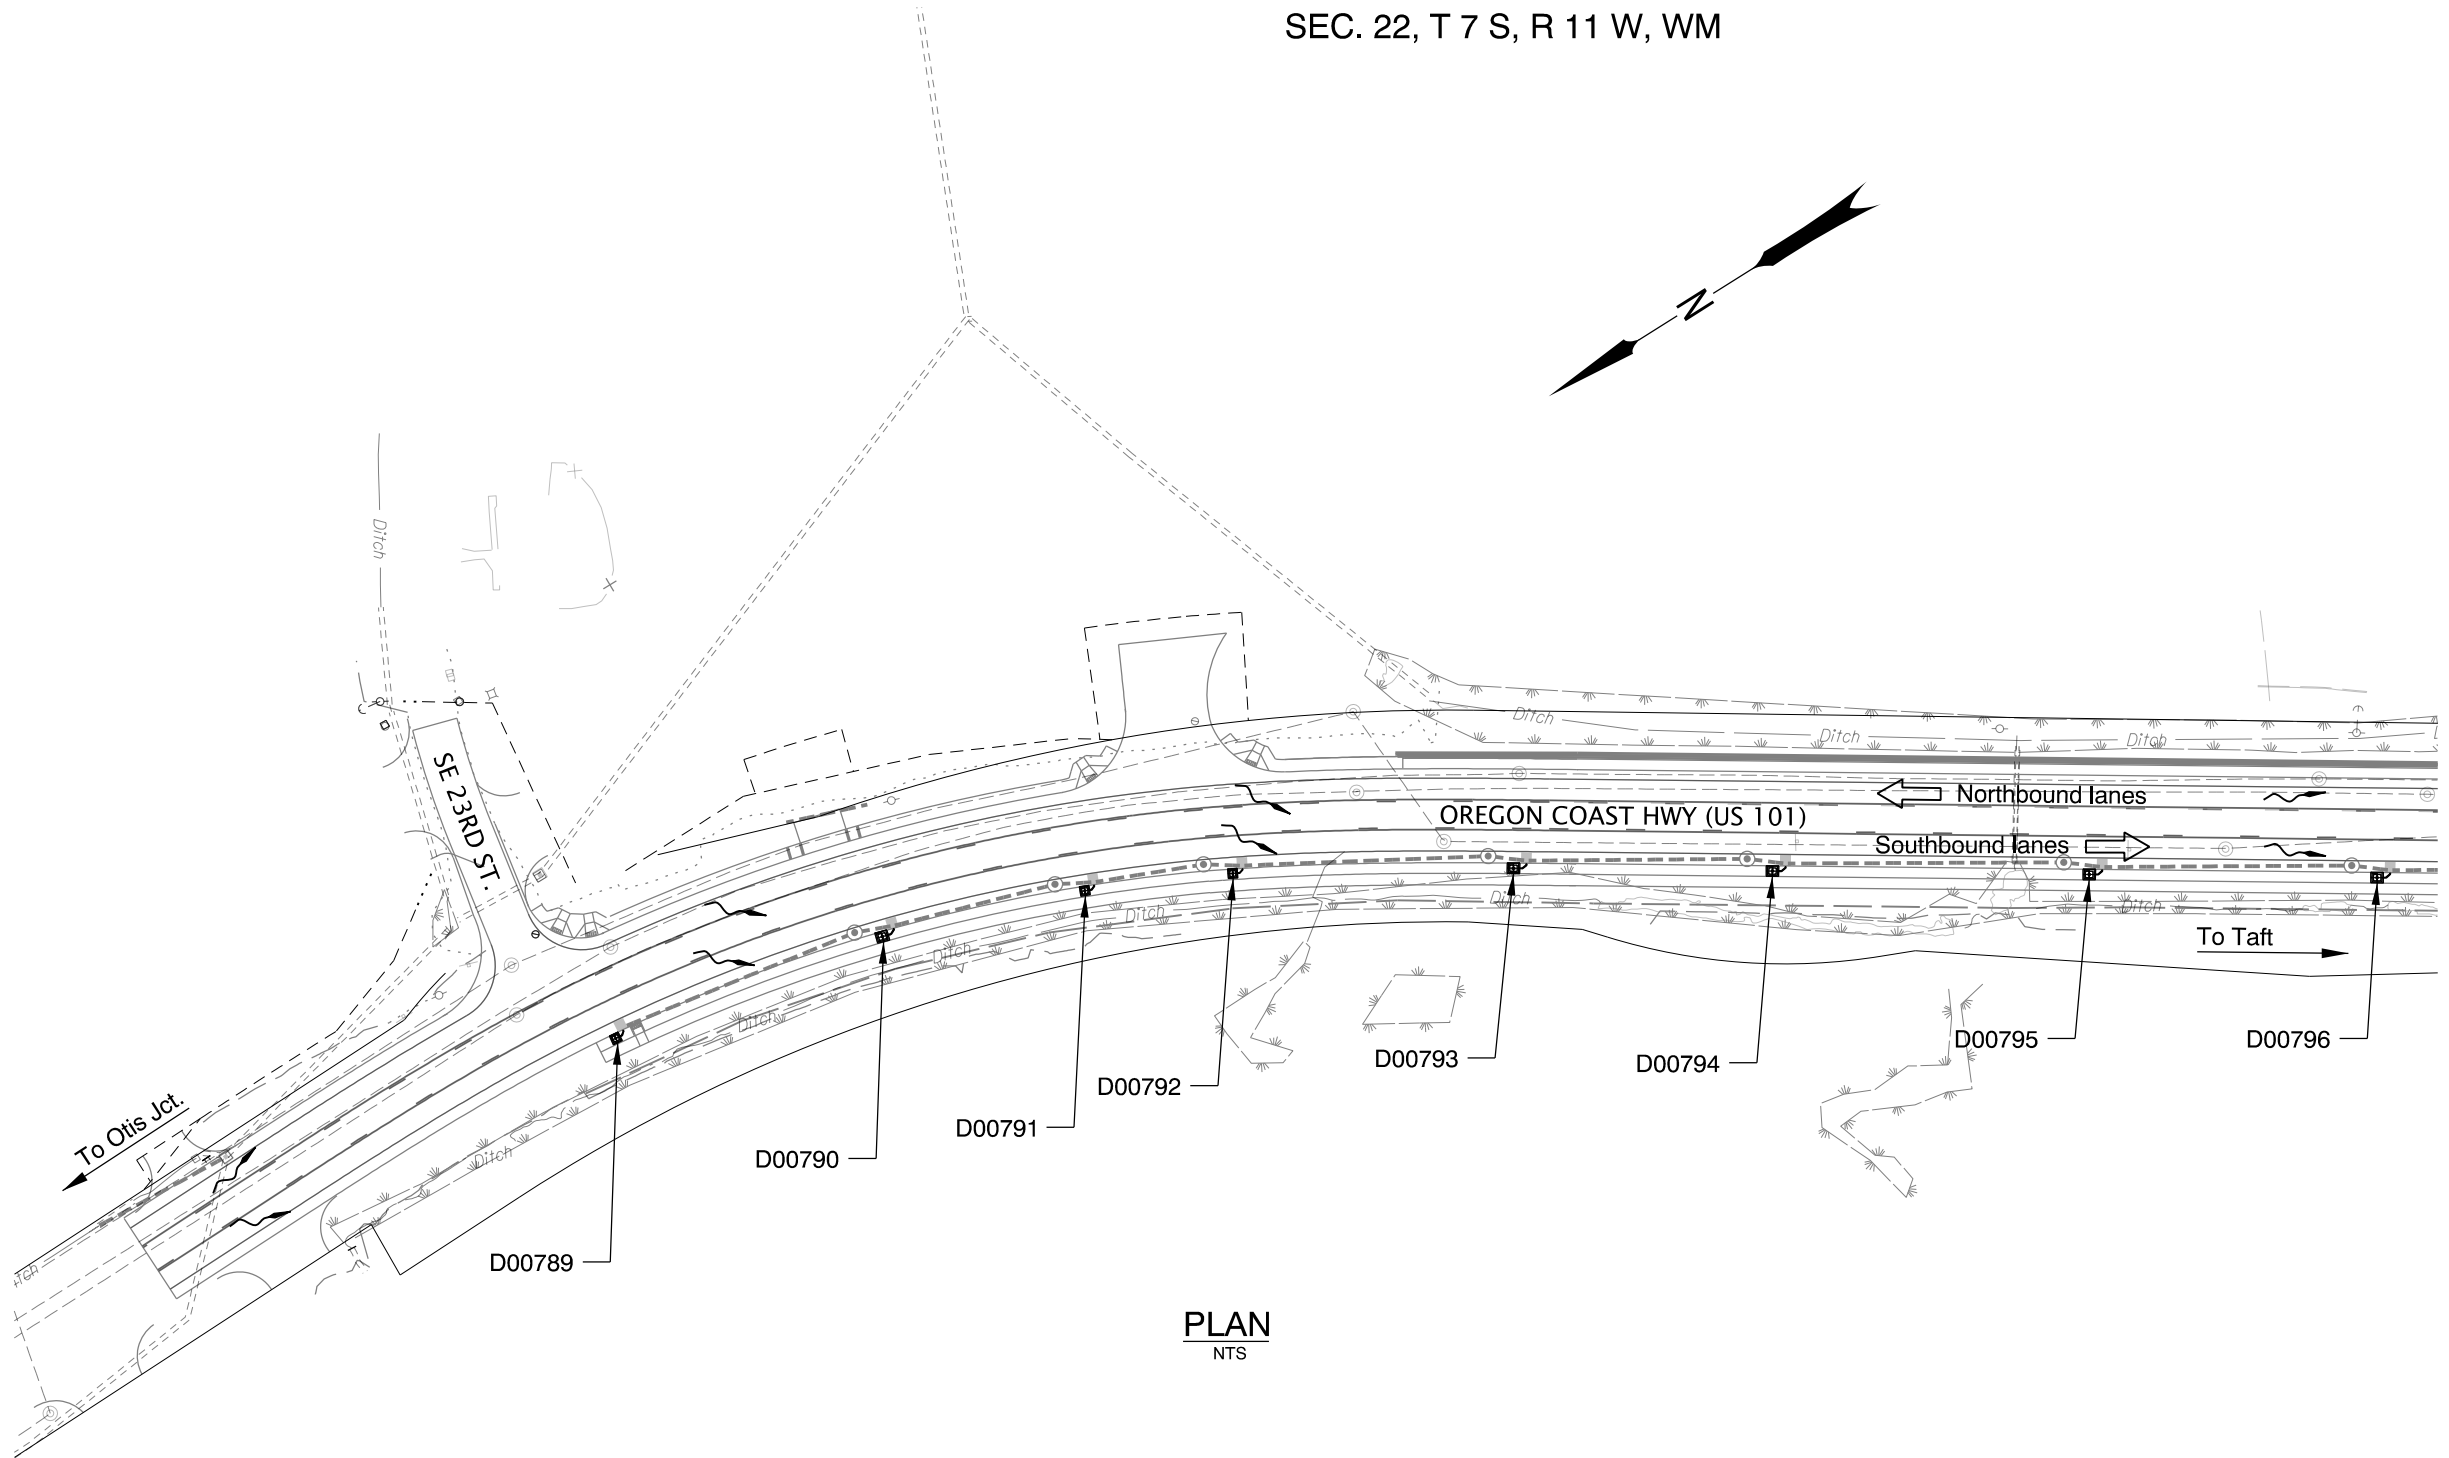 SEC. 22, T 7 S, R 11 W, WM
N
Ditch
SE 23RD ST.
Ditch
Ditch
Ditch
Northbound lanes
OREGON COAST HWY (US 101)
Southbound lanes
Ditch
Ditch
Ditch
Ditch
Ditch
Ditch
To Taft
To Otis Jct.
D00796
D00795
D00794
D00793
D00792
D00791
D00790
D00789
PLAN
NTS